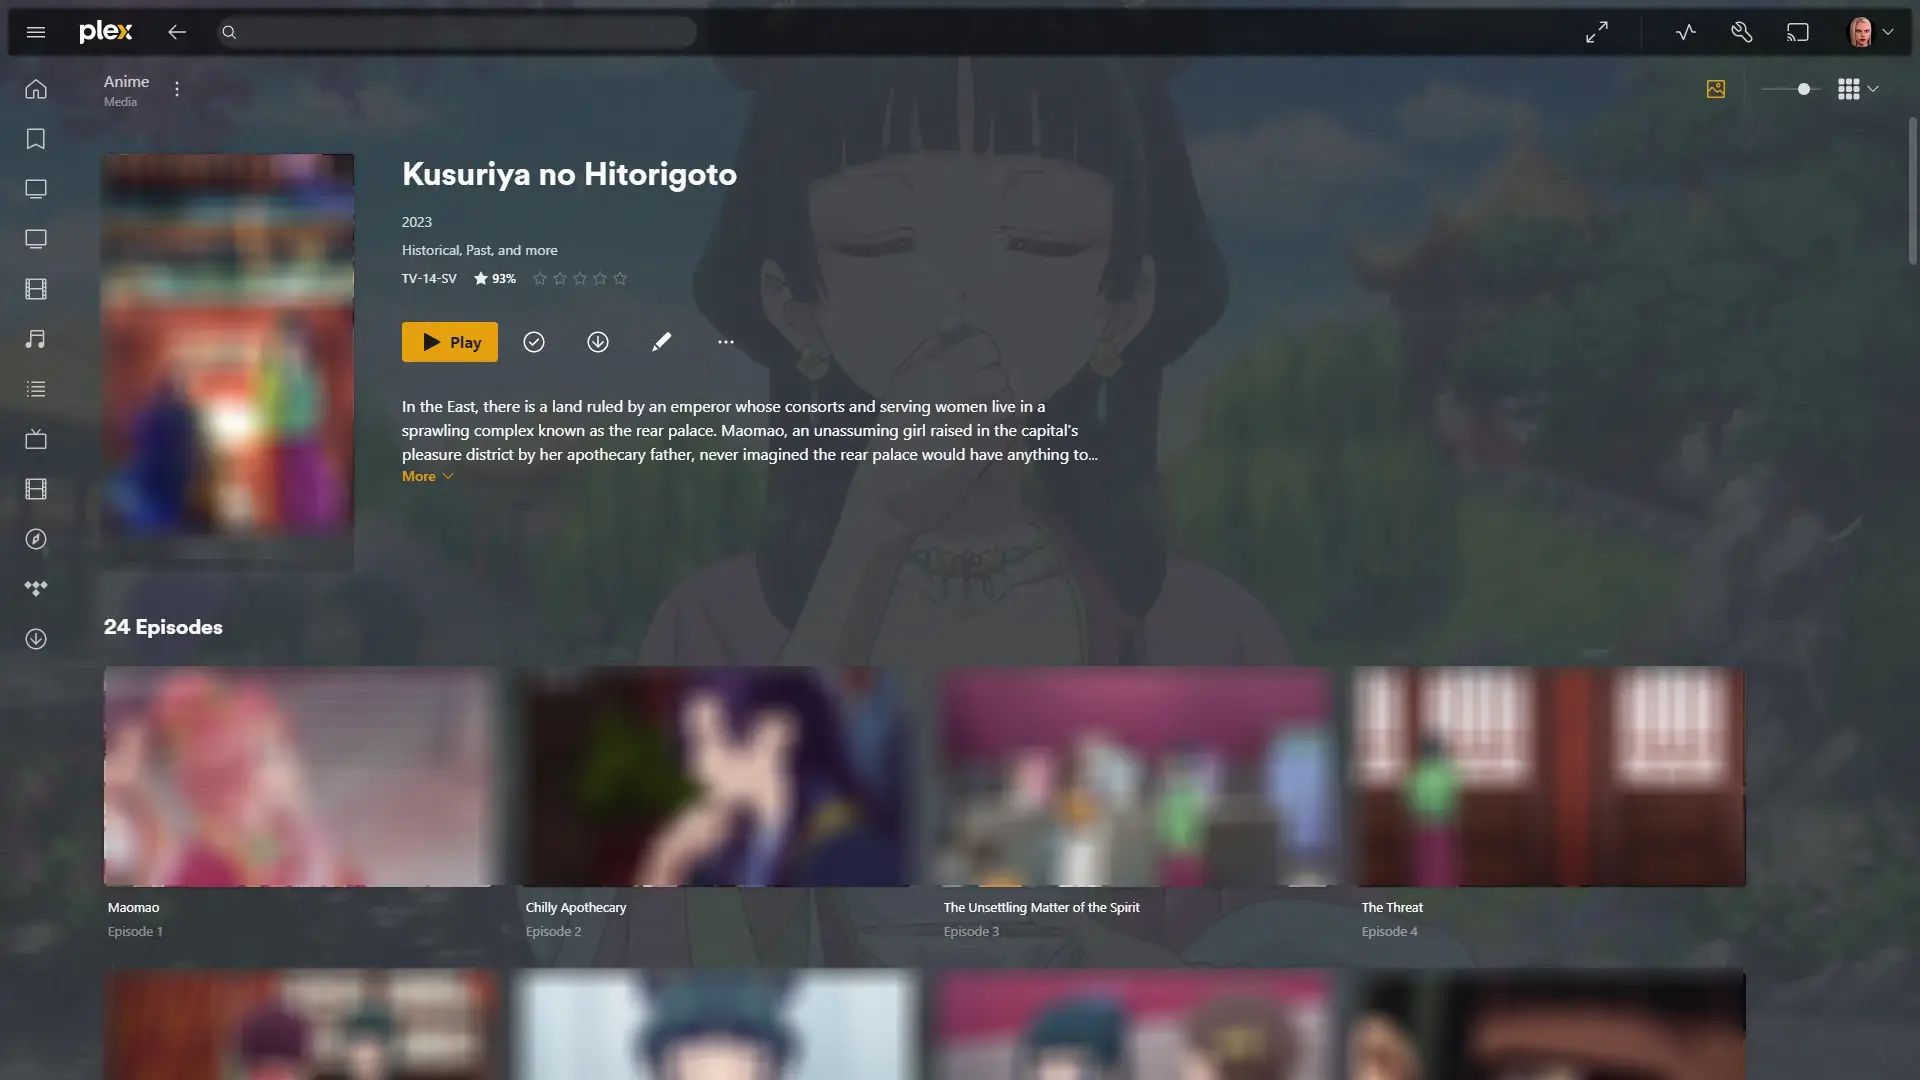 plex
Anime
Media
Kusuriya no Hitorigoto
2023
Historical, Past, and more
TV-14-SV 93%
Play
In the East, there is a land ruled by an emperor whose consorts and serving women live in a
sprawling complex known as the rear palace. Maomao, an unassuming girl raised in the capital's
pleasure district by her apothecary father, never imagined the rear palace would have anything to...
More
24 Episodes
Maomao
Episode 1
Chilly Apothecary
Episode 2
The Unsettling Matter of the Spirit
Episode 3
The Threat
Episode 4